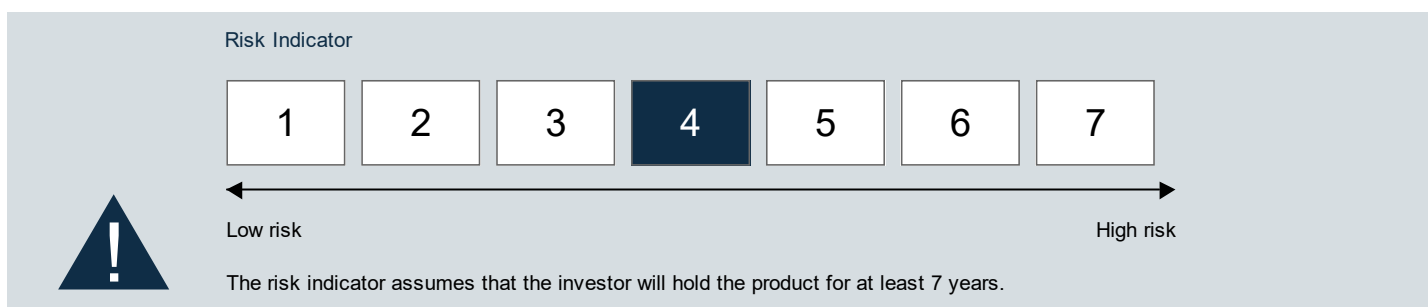 Risk Indicator
1 2 3 4 5 6 7
Low risk High risk
!
The risk indicator assumes that the investor will hold the product for at least 7 years.